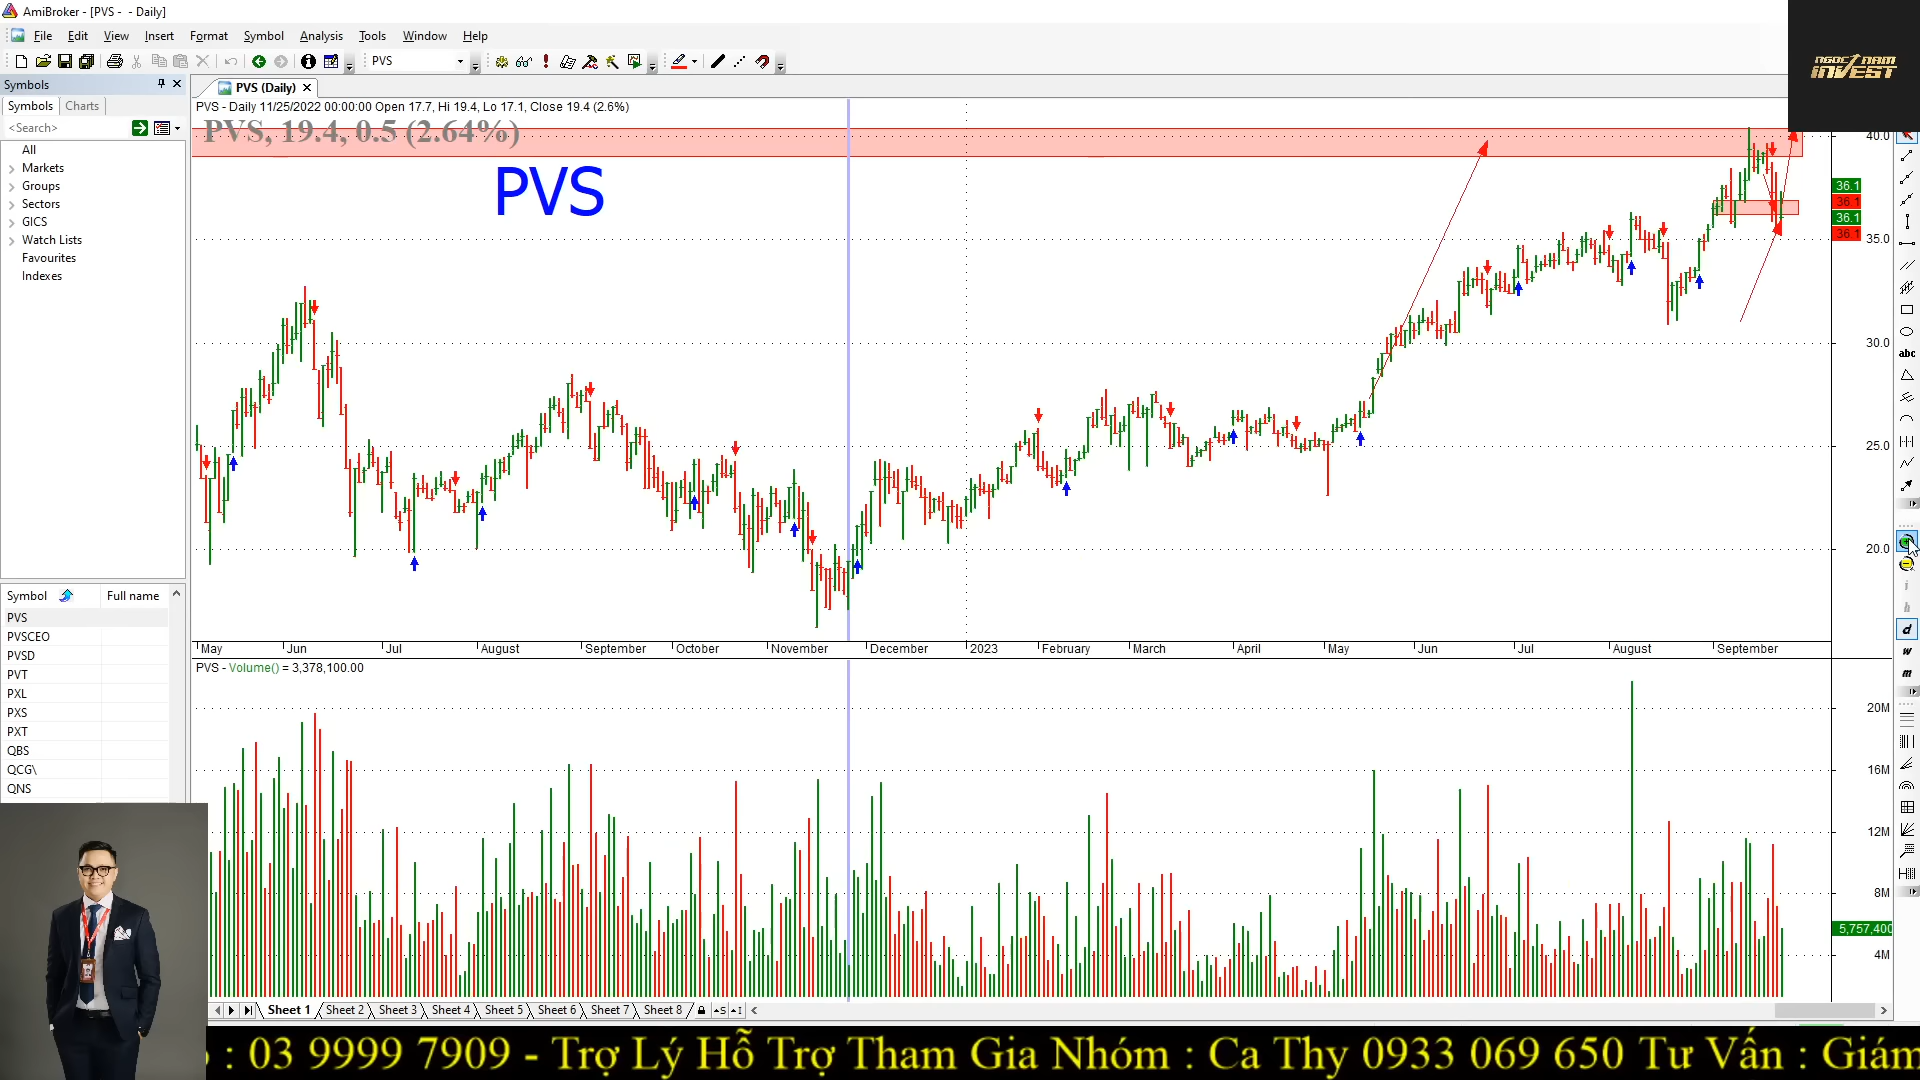 AmiBroker - [PVS -  - Daily]
File Edit View Insert Format Symbol Analysis Tools Window Help
PVS
NGOC NAM
INVEST
Symbols
PVS (Daily)
Symbols Charts
PVS - Daily 11/25/2022 00:00:00 Open 17.7, Hi 19.4, Lo 17.1, Close 19.4 (2.6%)
<Search>
PVS, 19.4, 0.5 (2.64%)
PVS
All
Markets
Groups
Sectors
GICS
Watch Lists
Favourites
Indexes
40.0
36.1
36.1
36.1
36.1
35.0
30.0
25.0
20.0
abc
i
h
d
w
m
May Jun Jul August September October November December 2023 February March April May Jun Jul August September
PVS - Volume() = 3,378,100.00
20M
16M
12M
8M
5,757,400
4M
Symbol Full name
PVS
PVSCEO
PVSD
PVT
PXL
PXS
PXT
QBS
QCG\
QNS
Sheet 1 Sheet 2 Sheet 3 Sheet 4 Sheet 5 Sheet 6 Sheet 7 Sheet 8
: 03 9999 7909 - Trợ Lý Hỗ Trợ Tham Gia Nhóm : Ca Thy 0933 069 650 Tư Vấn : Giám